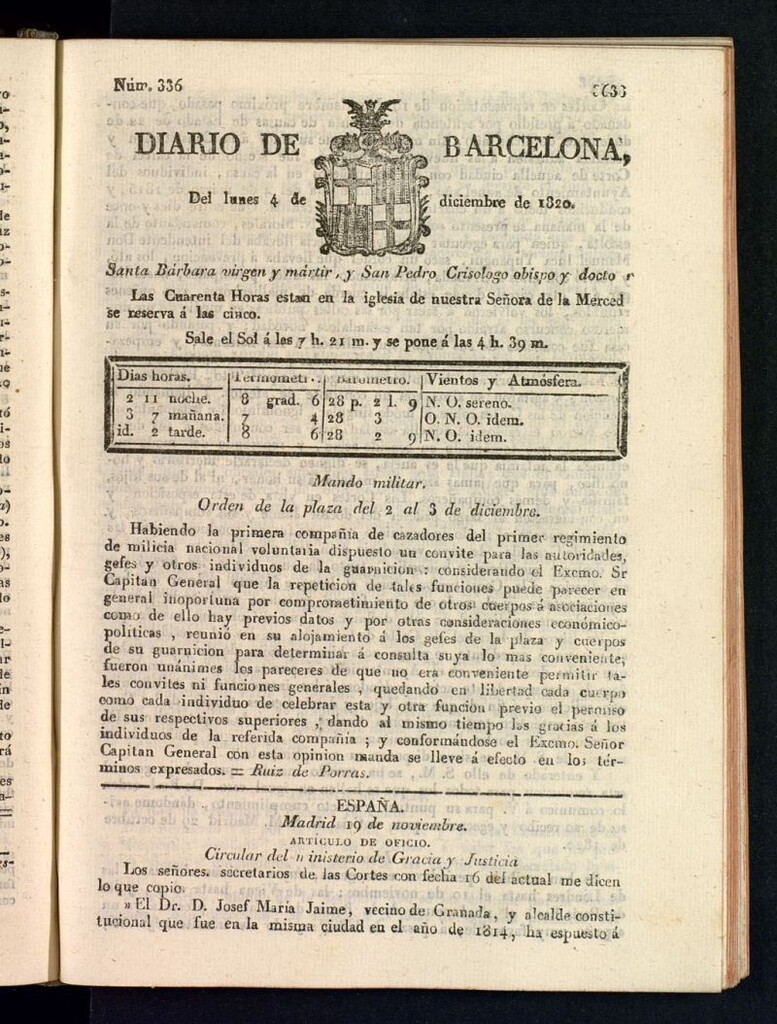 Núm. 336
DIARIO DE BARCELONA,
Del lunes 4 de diciembre de 1820.
Santa Bárbara virgen y mártir, y San Pedro Crisologo obispo y docto r
Las Cuarenta Horas estan en la iglesia de nuestra Señora de la Merced
se reserva á las cinco.
Sale el Sol á las 7 h. 21 m. y se pone á las 4 h. 39 m.
Dias horas. Termometr. Barometro. Vientos y Atmósfera.
2 11 noche. 8 grad. 6 28 p. 2 l. 9 N. O. sereno.
3 7 mañana. 7 4 28 3 O. N. O. idem.
id. 2 tarde. 8 6 28 2 9 N. O. idem.
Mando militar.
Orden de la plaza del 2 al 3 de diciembre.
Habiendo la primera compañia de cazadores del primer regimiento
de milicia nacional voluntaria dispuesto un convite para las autoridades,
gefes y otros individuos de la guarnicion: considerando el Excmo. Sr
Capitan General que la repeticion de tales funciones puede parecer en
general inoportuna por comprometimiento de otros cuerpos á asociaciones
como de ello hay previos datos y por otras consideraciones económico-
políticas, reunió en su alojamiento á los gefes de la plaza y cuerpos
de su guarnicion para determinar á consulta suya lo mas conveniente,
fueron unánimes los pareceres de que no era conveniente permitir ta-
les convites ni funciones generales, quedando en libertad cada cuerpo
como cada individuo de celebrar esta y otra funcion previo el permiso
de sus respectivos superiores, dando al mismo tiempo las gracias á los
individuos de la referida compañia; y conformándose el Excmo. Señor
Capitan General con esta opinion manda se lleve á efecto en los tér-
minos expresados. = Ruiz de Porras.
ESPAÑA.
Madrid 19 de noviembre.
ARTÍCULO DE OFICIO.
Circular del ministerio de Gracia y Justicia
Los señores. secretarios de las Cortes con fecha 16 del actual me dicen
lo que copio.
» El Dr. D. Josef María Jaime, vecino de Granada, y alcalde consti-
tucional que fue en la misma ciudad en el año de 1814, ha espuesto á